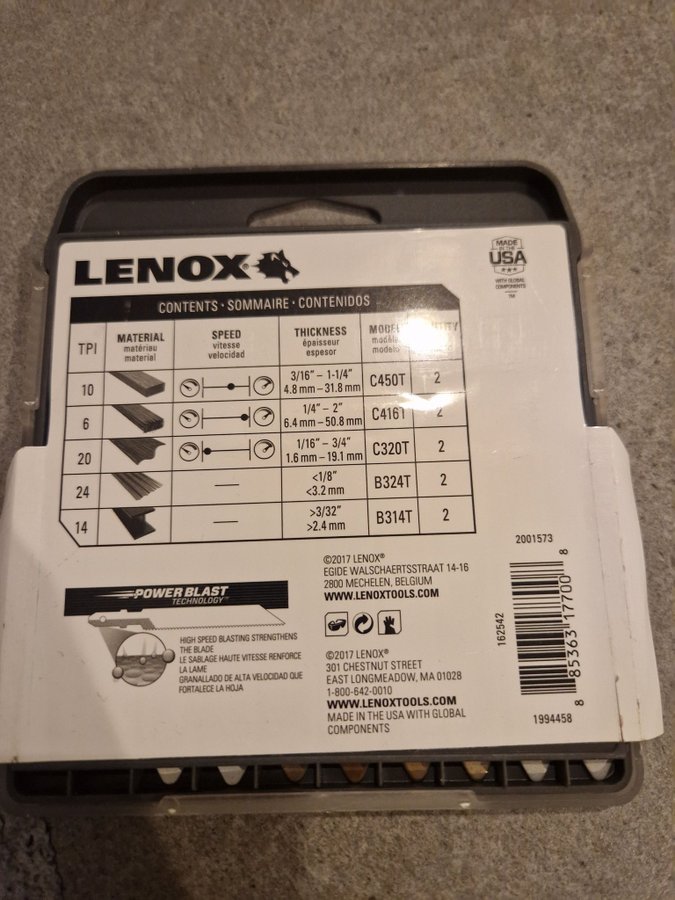 LENOX®
MADE
IN THE
USA
WITH GLOBAL
COMPONENTS
TM
CONTENTS · SOMMAIRE · CONTENIDOS
TPI MATERIAL matériau material SPEED vitesse velocidad THICKNESS épaisseur espesor
10 3/16" – 1-1/4" 4.8 mm – 31.8 mm C450T 2
6 1/4" – 2" 6.4 mm – 50.8 mm C416T 2
20 1/16" – 3/4" 1.6 mm – 19.1 mm C320T 2
24 — <1/8" <3.2 mm B324T 2
14 — >3/32" >2.4 mm B314T 2
POWER BLAST
TECHNOLOGY™
HIGH SPEED BLASTING STRENGTHENS
THE BLADE
LE SABLAGE HAUTE VITESSE RENFORCE
LA LAME
GRANALLADO DE ALTA VELOCIDAD QUE
FORTALECE LA HOJA
©2017 LENOX®
EGIDE WALSCHAERTSSTRAAT 14-16
2800 MECHELEN, BELGIUM
WWW.LENOXTOOLS.COM
©2017 LENOX®
301 CHESTNUT STREET
EAST LONGMEADOW, MA 01028
1-800-642-0010
WWW.LENOXTOOLS.COM
MADE IN THE USA WITH GLOBAL
COMPONENTS
2001573
162542
8 85363 17700 8
1994458